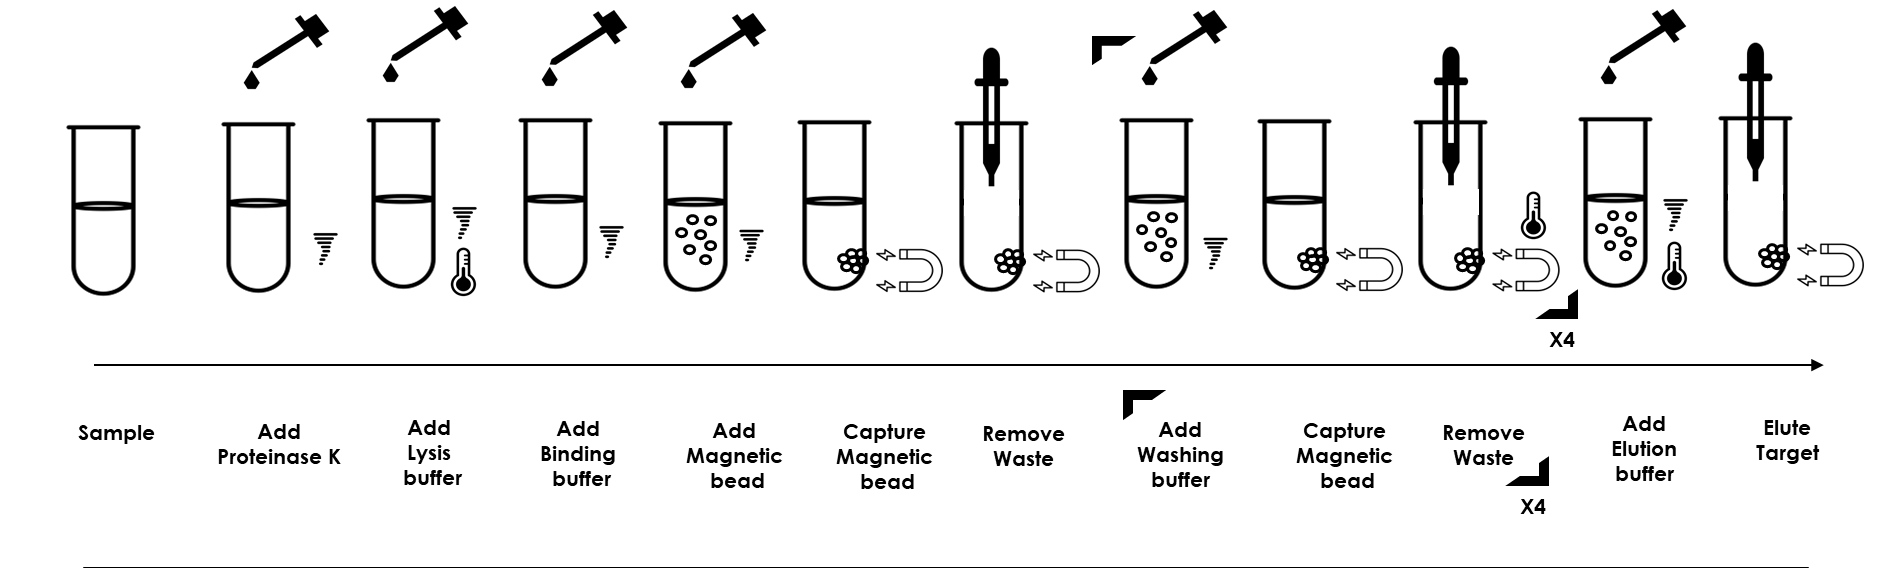 X4
Sample
Add
Proteinase K
Add
Lysis
buffer
Add
Binding
buffer
Add
Magnetic
bead
Capture
Magnetic
bead
Remove
Waste
Add
Washing
buffer
Capture
Magnetic
bead
Remove
Waste
X4
Add
Elution
buffer
Elute
Target